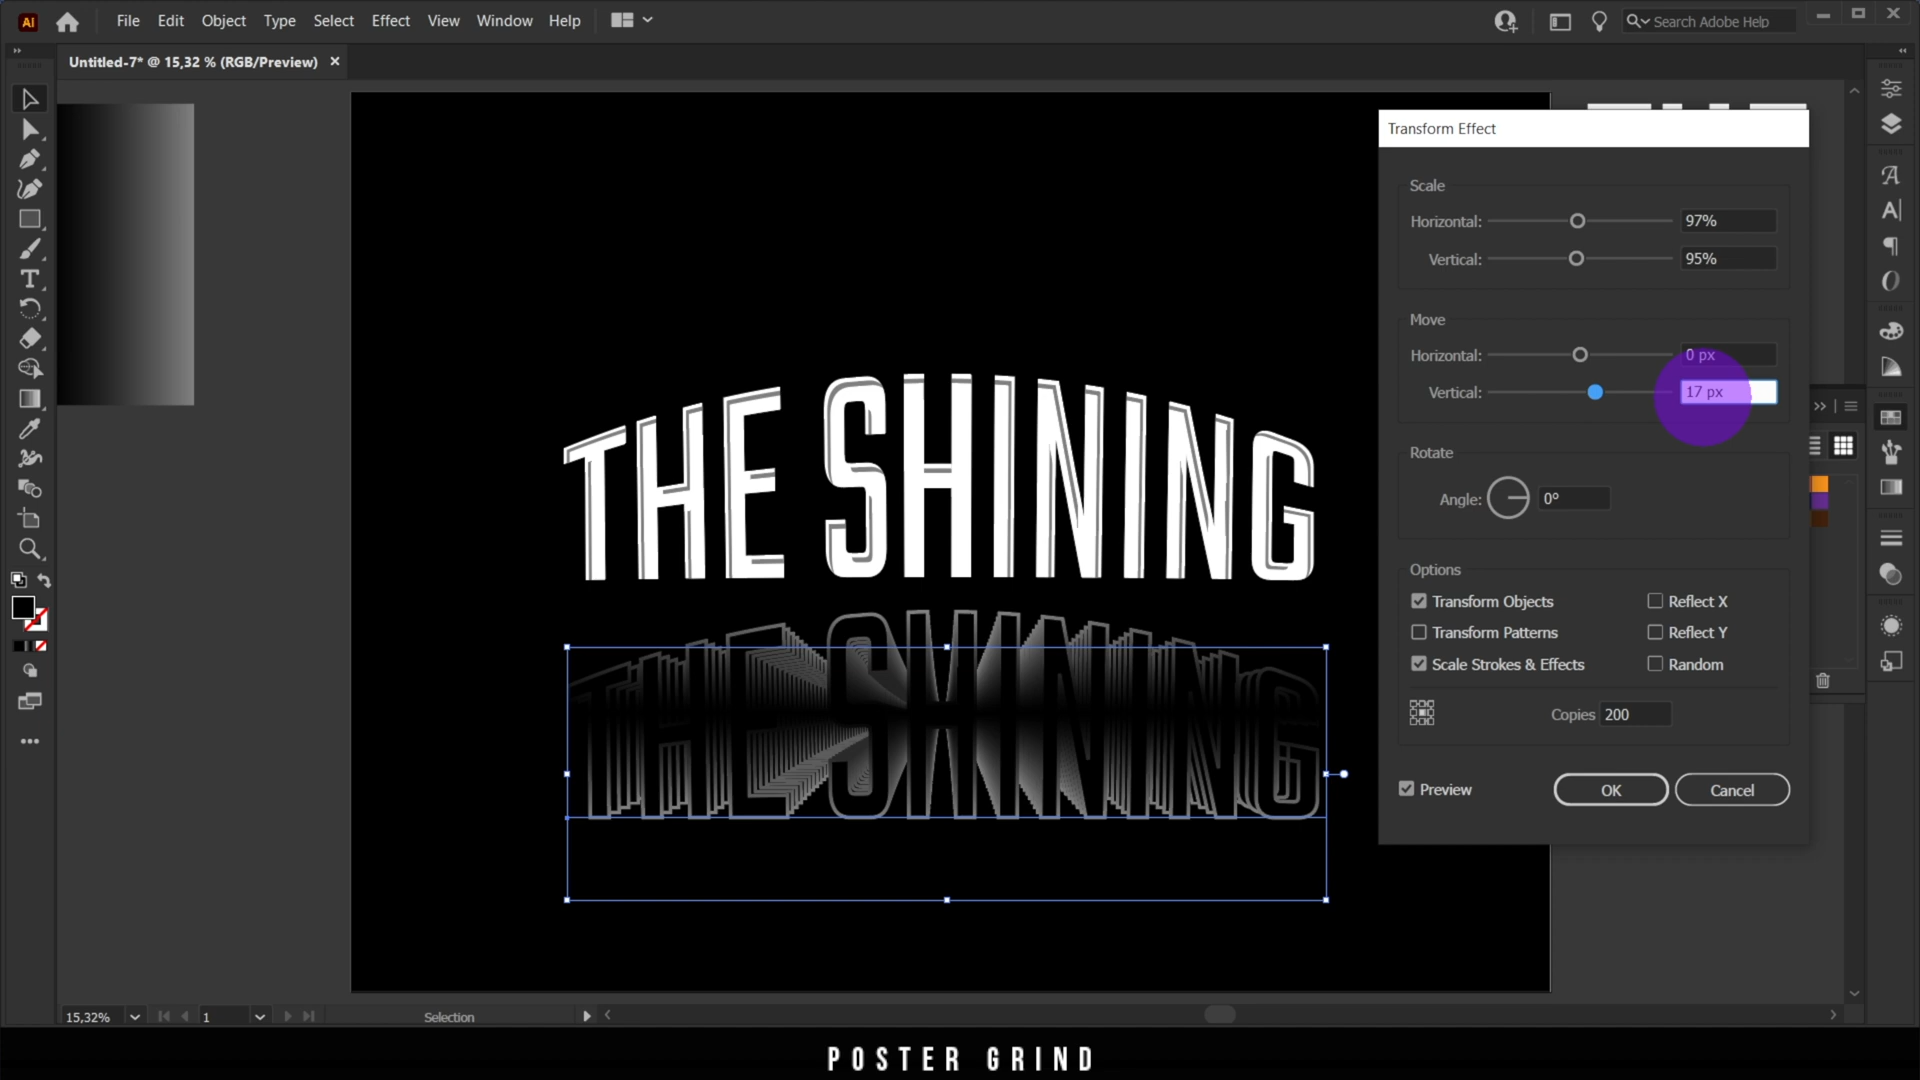 Ai File Edit Object Type Select Effect View Window Help Search Adobe Help
Untitled-7* @ 15,32 % (RGB/Preview) ×
Transform Effect
Scale
Horizontal: 97%
Vertical: 95%
Move
Horizontal: 0 px
Vertical: 17 px
Rotate
Angle: 0°
Options
Transform Objects Reflect X
Transform Patterns Reflect Y
Scale Strokes & Effects Random
Copies 200
Preview OK Cancel
THE SHINING
THE SHINING
15,32% 1 Selection
POSTER GRIND